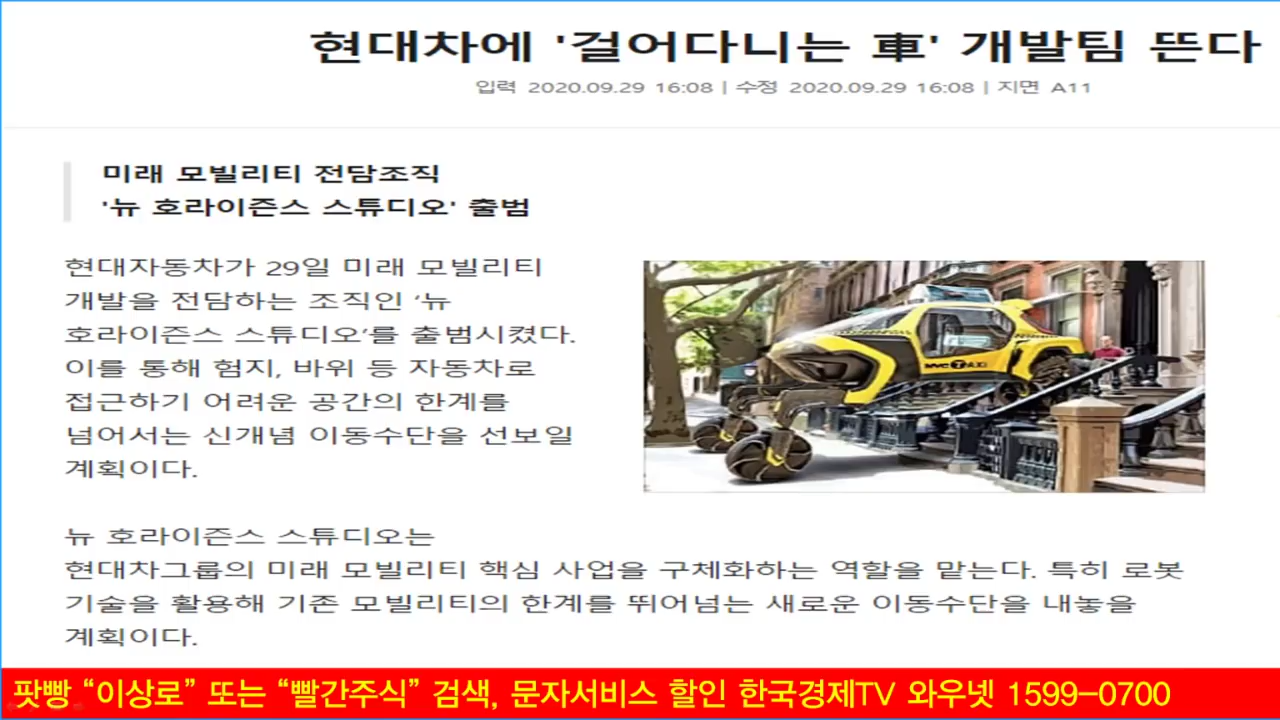 현대차에 '걸어다니는 車' 개발팀 뜬다
입력 2020.09.29 16:08 | 수정 2020.09.29 16:08 | 지면 A11
미래 모빌리티 전담조직
'뉴 호라이즌스 스튜디오' 출범
현대자동차가 29일 미래 모빌리티
개발을 전담하는 조직인 ‘뉴
호라이즌스 스튜디오’를 출범시켰다.
이를 통해 험지, 바위 등 자동차로
접근하기 어려운 공간의 한계를
넘어서는 신개념 이동수단을 선보일
계획이다.
NYC TAXI
뉴 호라이즌스 스튜디오는
현대차그룹의 미래 모빌리티 핵심 사업을 구체화하는 역할을 맡는다. 특히 로봇
기술을 활용해 기존 모빌리티의 한계를 뛰어넘는 새로운 이동수단을 내놓을
계획이다.
팟빵 “이상로” 또는 “빨간주식” 검색, 문자서비스 할인 한국경제TV 와우넷 1599-0700